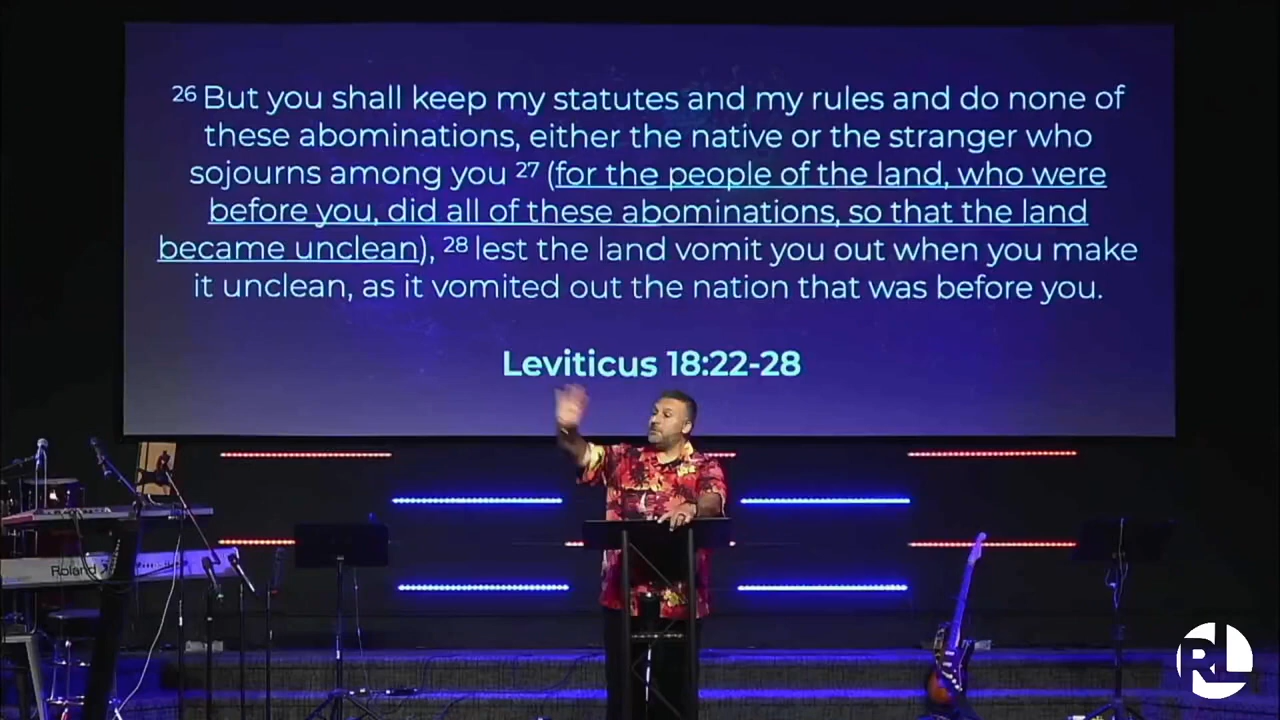 26 But you shall keep my statutes and my rules and do none of
these abominations, either the native or the stranger who
sojourns among you 27 (for the people of the land, who were
before you, did all of these abominations, so that the land
became unclean), 28 lest the land vomit you out when you make
it unclean, as it vomited out the nation that was before you.
Leviticus 18:22-28
Roland
RL